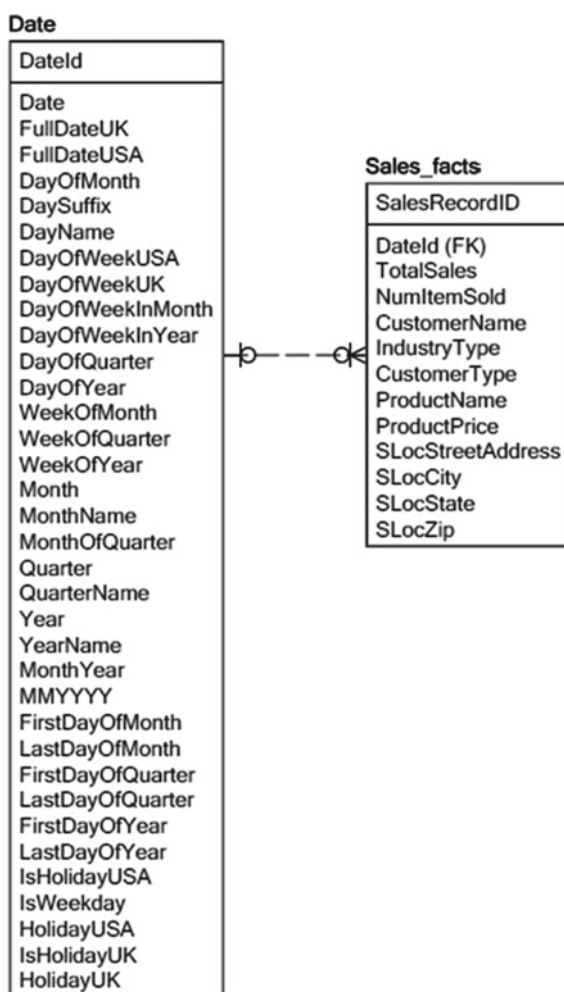 Date
DateId
Date
FullDateUK
FullDateUSA
DayOfMonth
DaySuffix
DayName
DayOfWeekUSA
DayOfWeekUK
DayOfWeekInMonth
DayOfWeekInYear
DayOfQuarter
DayOfYear
WeekOfMonth
WeekOfQuarter
WeekOfYear
Month
MonthName
MonthOfQuarter
Quarter
QuarterName
Year
YearName
MonthYear
MMYYYY
FirstDayOfMonth
LastDayOfMonth
FirstDayOfQuarter
LastDayOfQuarter
FirstDayOfYear
LastDayOfYear
IsHolidayUSA
IsWeekday
HolidayUSA
IsHolidayUK
HolidayUK
Sales_facts
SalesRecordID
DateId (FK)
TotalSales
NumItemSold
CustomerName
IndustryType
CustomerType
ProductName
ProductPrice
SLocStreetAddress
SLocCity
SLocState
SLocZip